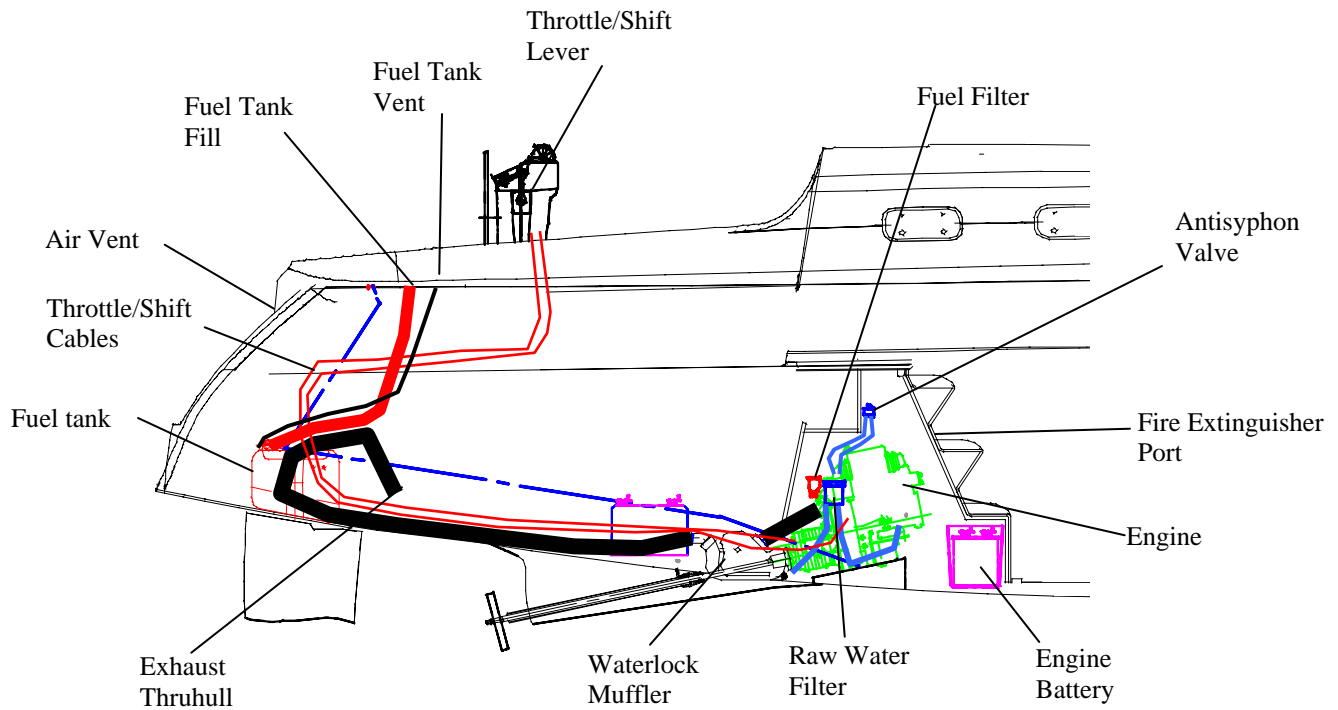 Throttle/Shift
Lever
Fuel Tank
Vent
Fuel Tank
Fill
Fuel Filter
Air Vent
Antisyphon
Valve
Throttle/Shift
Cables
Fuel tank
Fire Extinguisher
Port
Engine
Exhaust
Thruhull
Waterlock
Muffler
Raw Water
Filter
Engine
Battery